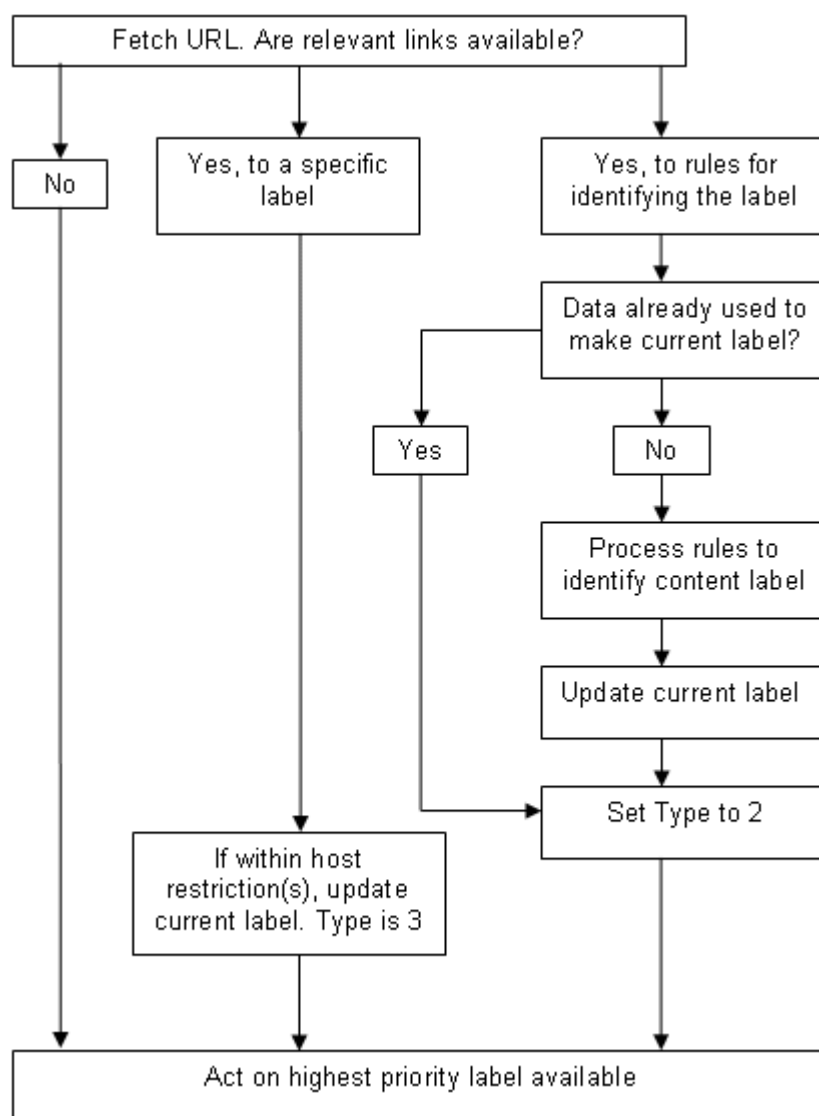 Fetch URL. Are relevant links available?
No
Yes, to a specific
label
Yes, to rules for
identifying the label
Data already used to
make current label?
Yes
No
Process rules to
identify content label
Update current label
Set Type to 2
If within host
restriction(s), update
current label. Type is 3
Act on highest priority label available